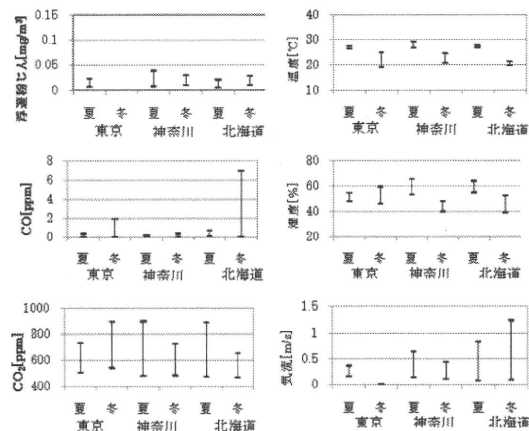 浮遊粉じん[mg/m³]
0.15
0.1
0.05
0
夏 冬 夏 冬 夏 冬
東京 神奈川 北海道
温度[℃]
40
30
20
10
夏 冬 夏 冬 夏 冬
東京 神奈川 北海道
CO[ppm]
8
6
4
2
0
夏 冬 夏 冬 夏 冬
東京 神奈川 北海道
湿度[%]
80
60
40
20
夏 冬 夏 冬 夏 冬
東京 神奈川 北海道
CO₂[ppm]
1000
800
600
400
夏 冬 夏 冬 夏 冬
東京 神奈川 北海道
気流[m/s]
1.5
1
0.5
0
夏 冬 夏 冬 夏 冬
東京 神奈川 北海道